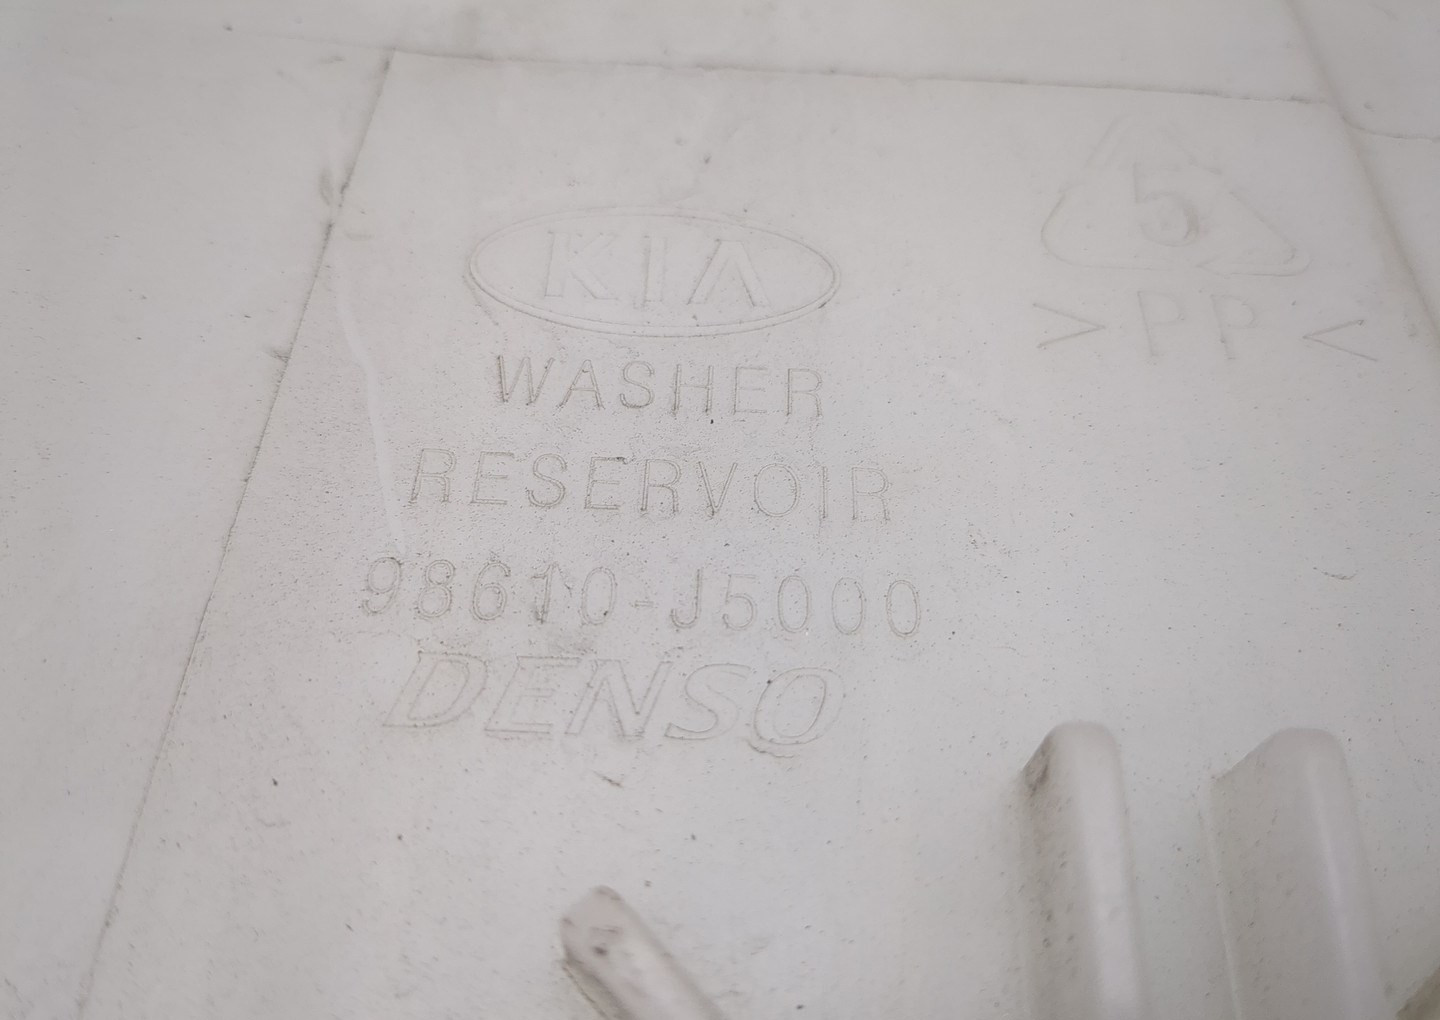 KIA
WASHER
RESERVOIR
98610-J5000
DENSO
5
>PP<